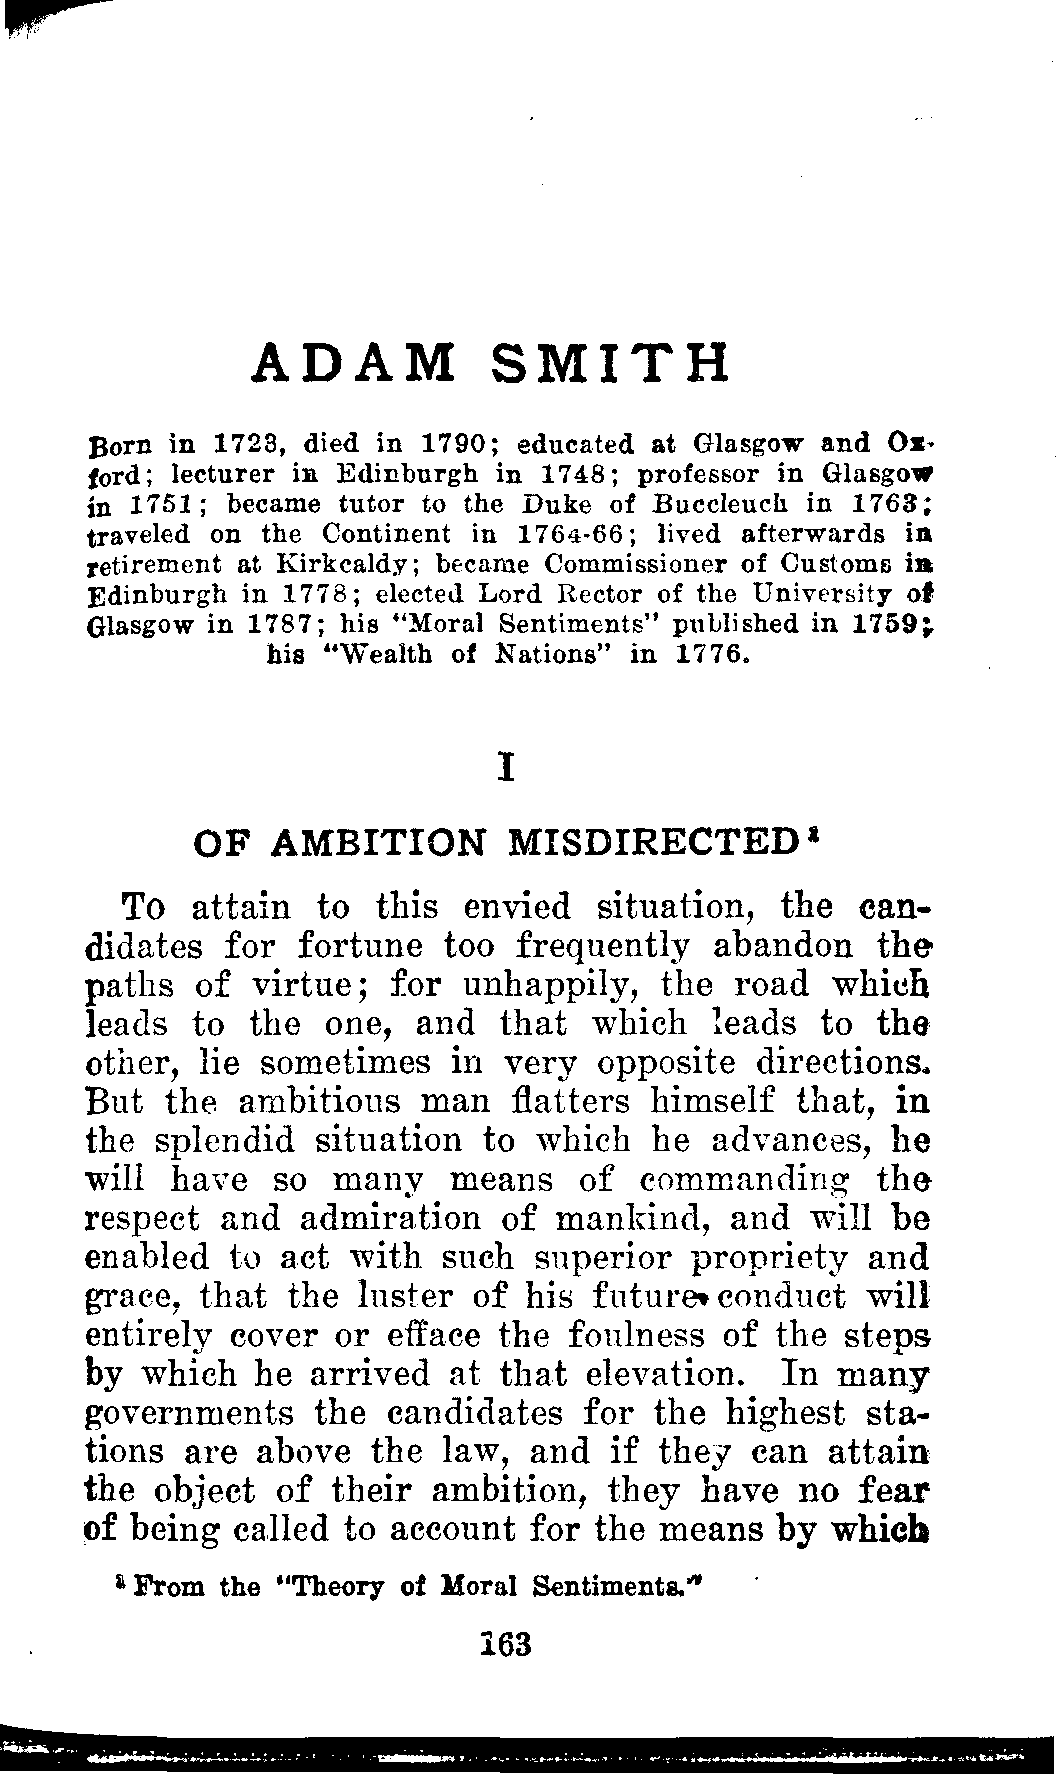 ADAM SMITH
Born in 1723, died in 1790; educated at Glasgow and Ox-
ford; lecturer in Edinburgh in 1748; professor in Glasgow
in 1751; became tutor to the Duke of Buccleuch in 1763;
traveled on the Continent in 1764-66; lived afterwards in
retirement at Kirkcaldy; became Commissioner of Customs in
Edinburgh in 1778; elected Lord Rector of the University of
Glasgow in 1787; his "Moral Sentiments" published in 1759;
his "Wealth of Nations" in 1776.
I
OF AMBITION MISDIRECTED¹
To attain to this envied situation, the can-
didates for fortune too frequently abandon the
paths of virtue; for unhappily, the road which
leads to the one, and that which leads to the
other, lie sometimes in very opposite directions.
But the ambitious man flatters himself that, in
the splendid situation to which he advances, he
will have so many means of commanding the
respect and admiration of mankind, and will be
enabled to act with such superior propriety and
grace, that the luster of his future conduct will
entirely cover or efface the foulness of the steps
by which he arrived at that elevation. In many
governments the candidates for the highest sta-
tions are above the law, and if they can attain
the object of their ambition, they have no fear
of being called to account for the means by which
¹ From the "Theory of Moral Sentiments."
163